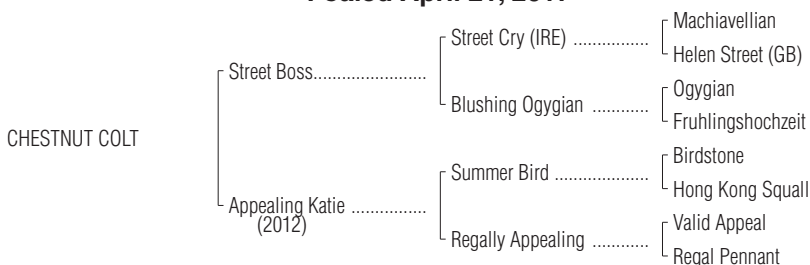 Foaled April 21, 2017
Machiavellian
Street Cry (IRE) ...............
Helen Street (GB)
Street Boss.......................
Ogygian
Blushing Ogygian ............
Fruhlingshochzeit
CHESTNUT COLT
Birdstone
Summer Bird ...................
Hong Kong Squall
Appealing Katie ................
(2012)
Valid Appeal
Regally Appealing ............
Regal Pennant